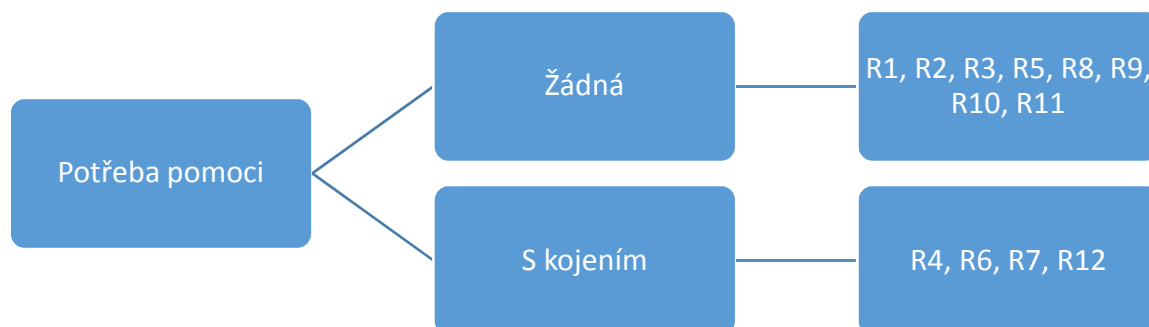 Potřeba pomoci
Žádná
R1, R2, R3, R5, R8, R9,
R10, R11
S kojením
R4, R6, R7, R12